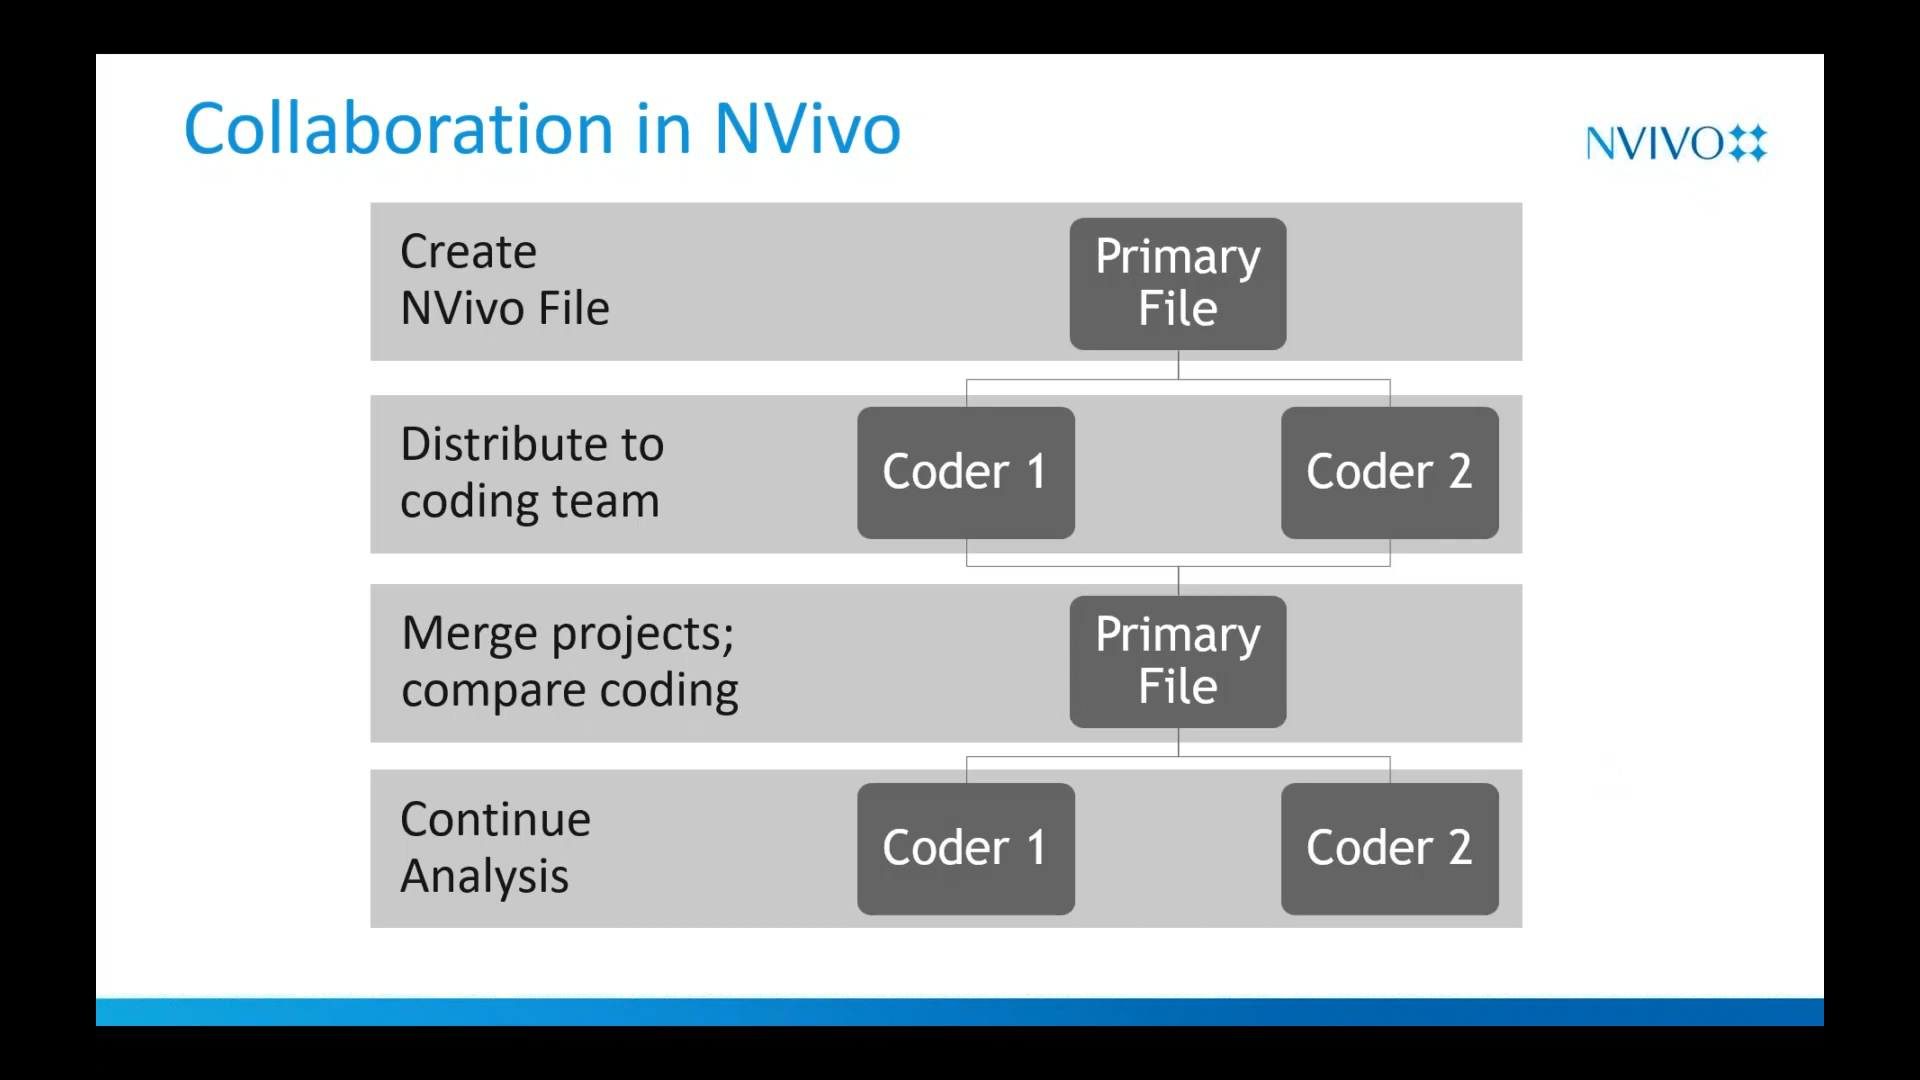 Collaboration in NVivo
NVIVO
Create
NVivo File
Primary
File
Distribute to
coding team
Coder 1
Coder 2
Merge projects;
compare coding
Primary
File
Continue
Analysis
Coder 1
Coder 2